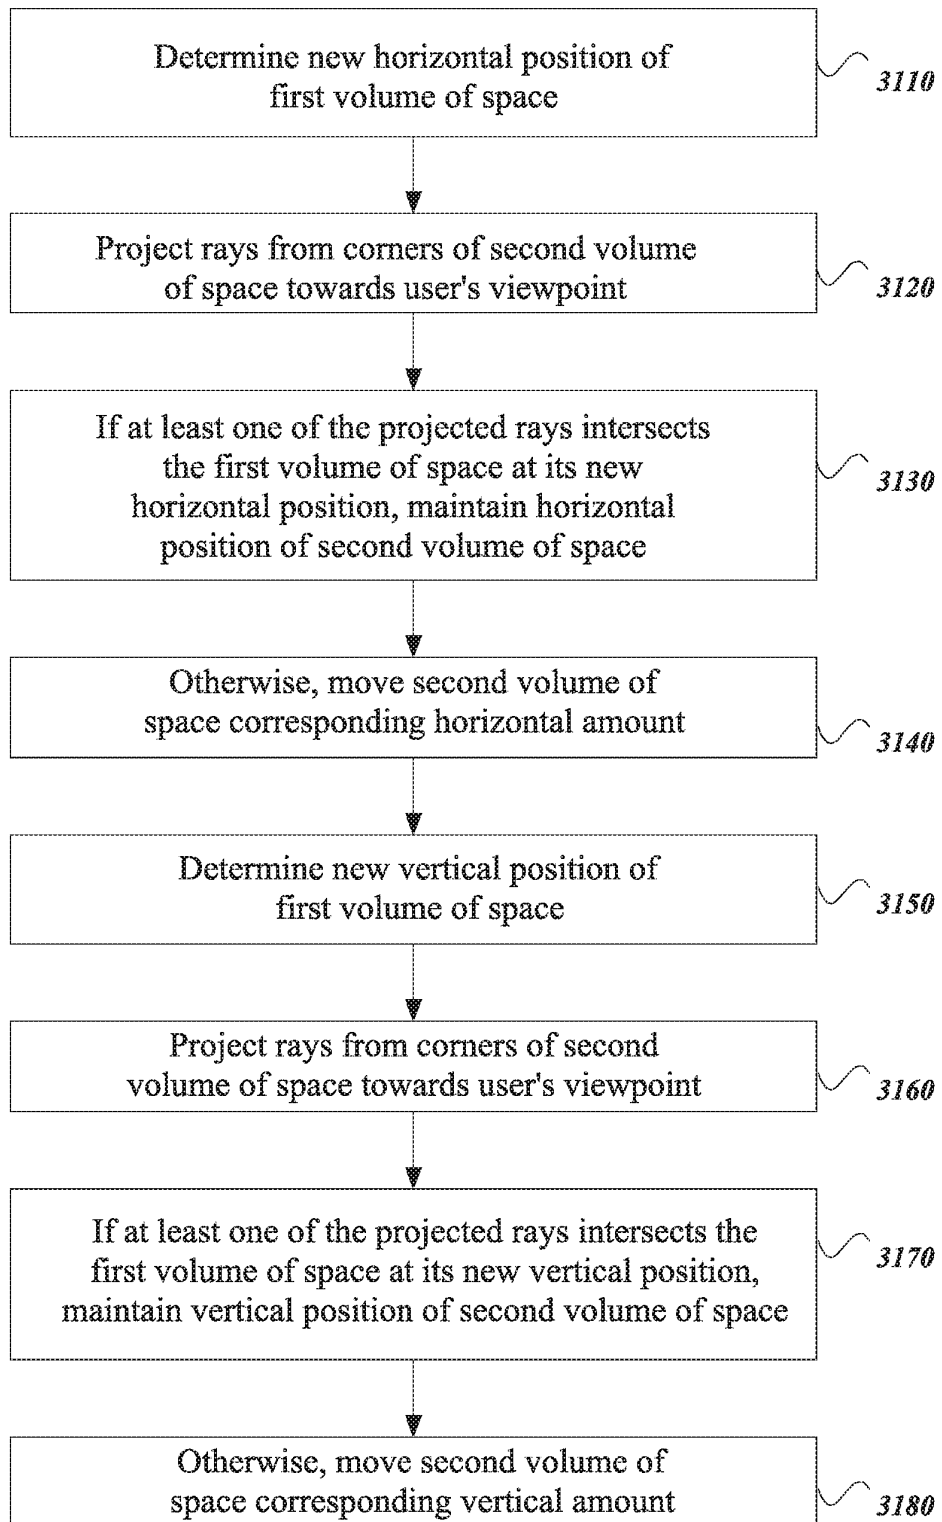 Determine new horizontal position of
first volume of space
3110
Project rays from corners of second volume
of space towards user's viewpoint
3120
If at least one of the projected rays intersects
the first volume of space at its new
horizontal position, maintain horizontal
position of second volume of space
3130
Otherwise, move second volume of
space corresponding horizontal amount
3140
Determine new vertical position of
first volume of space
3150
Project rays from corners of second
volume of space towards user's viewpoint
3160
If at least one of the projected rays intersects the
first volume of space at its new vertical position,
maintain vertical position of second volume of space
3170
Otherwise, move second volume of
space corresponding vertical amount
3180